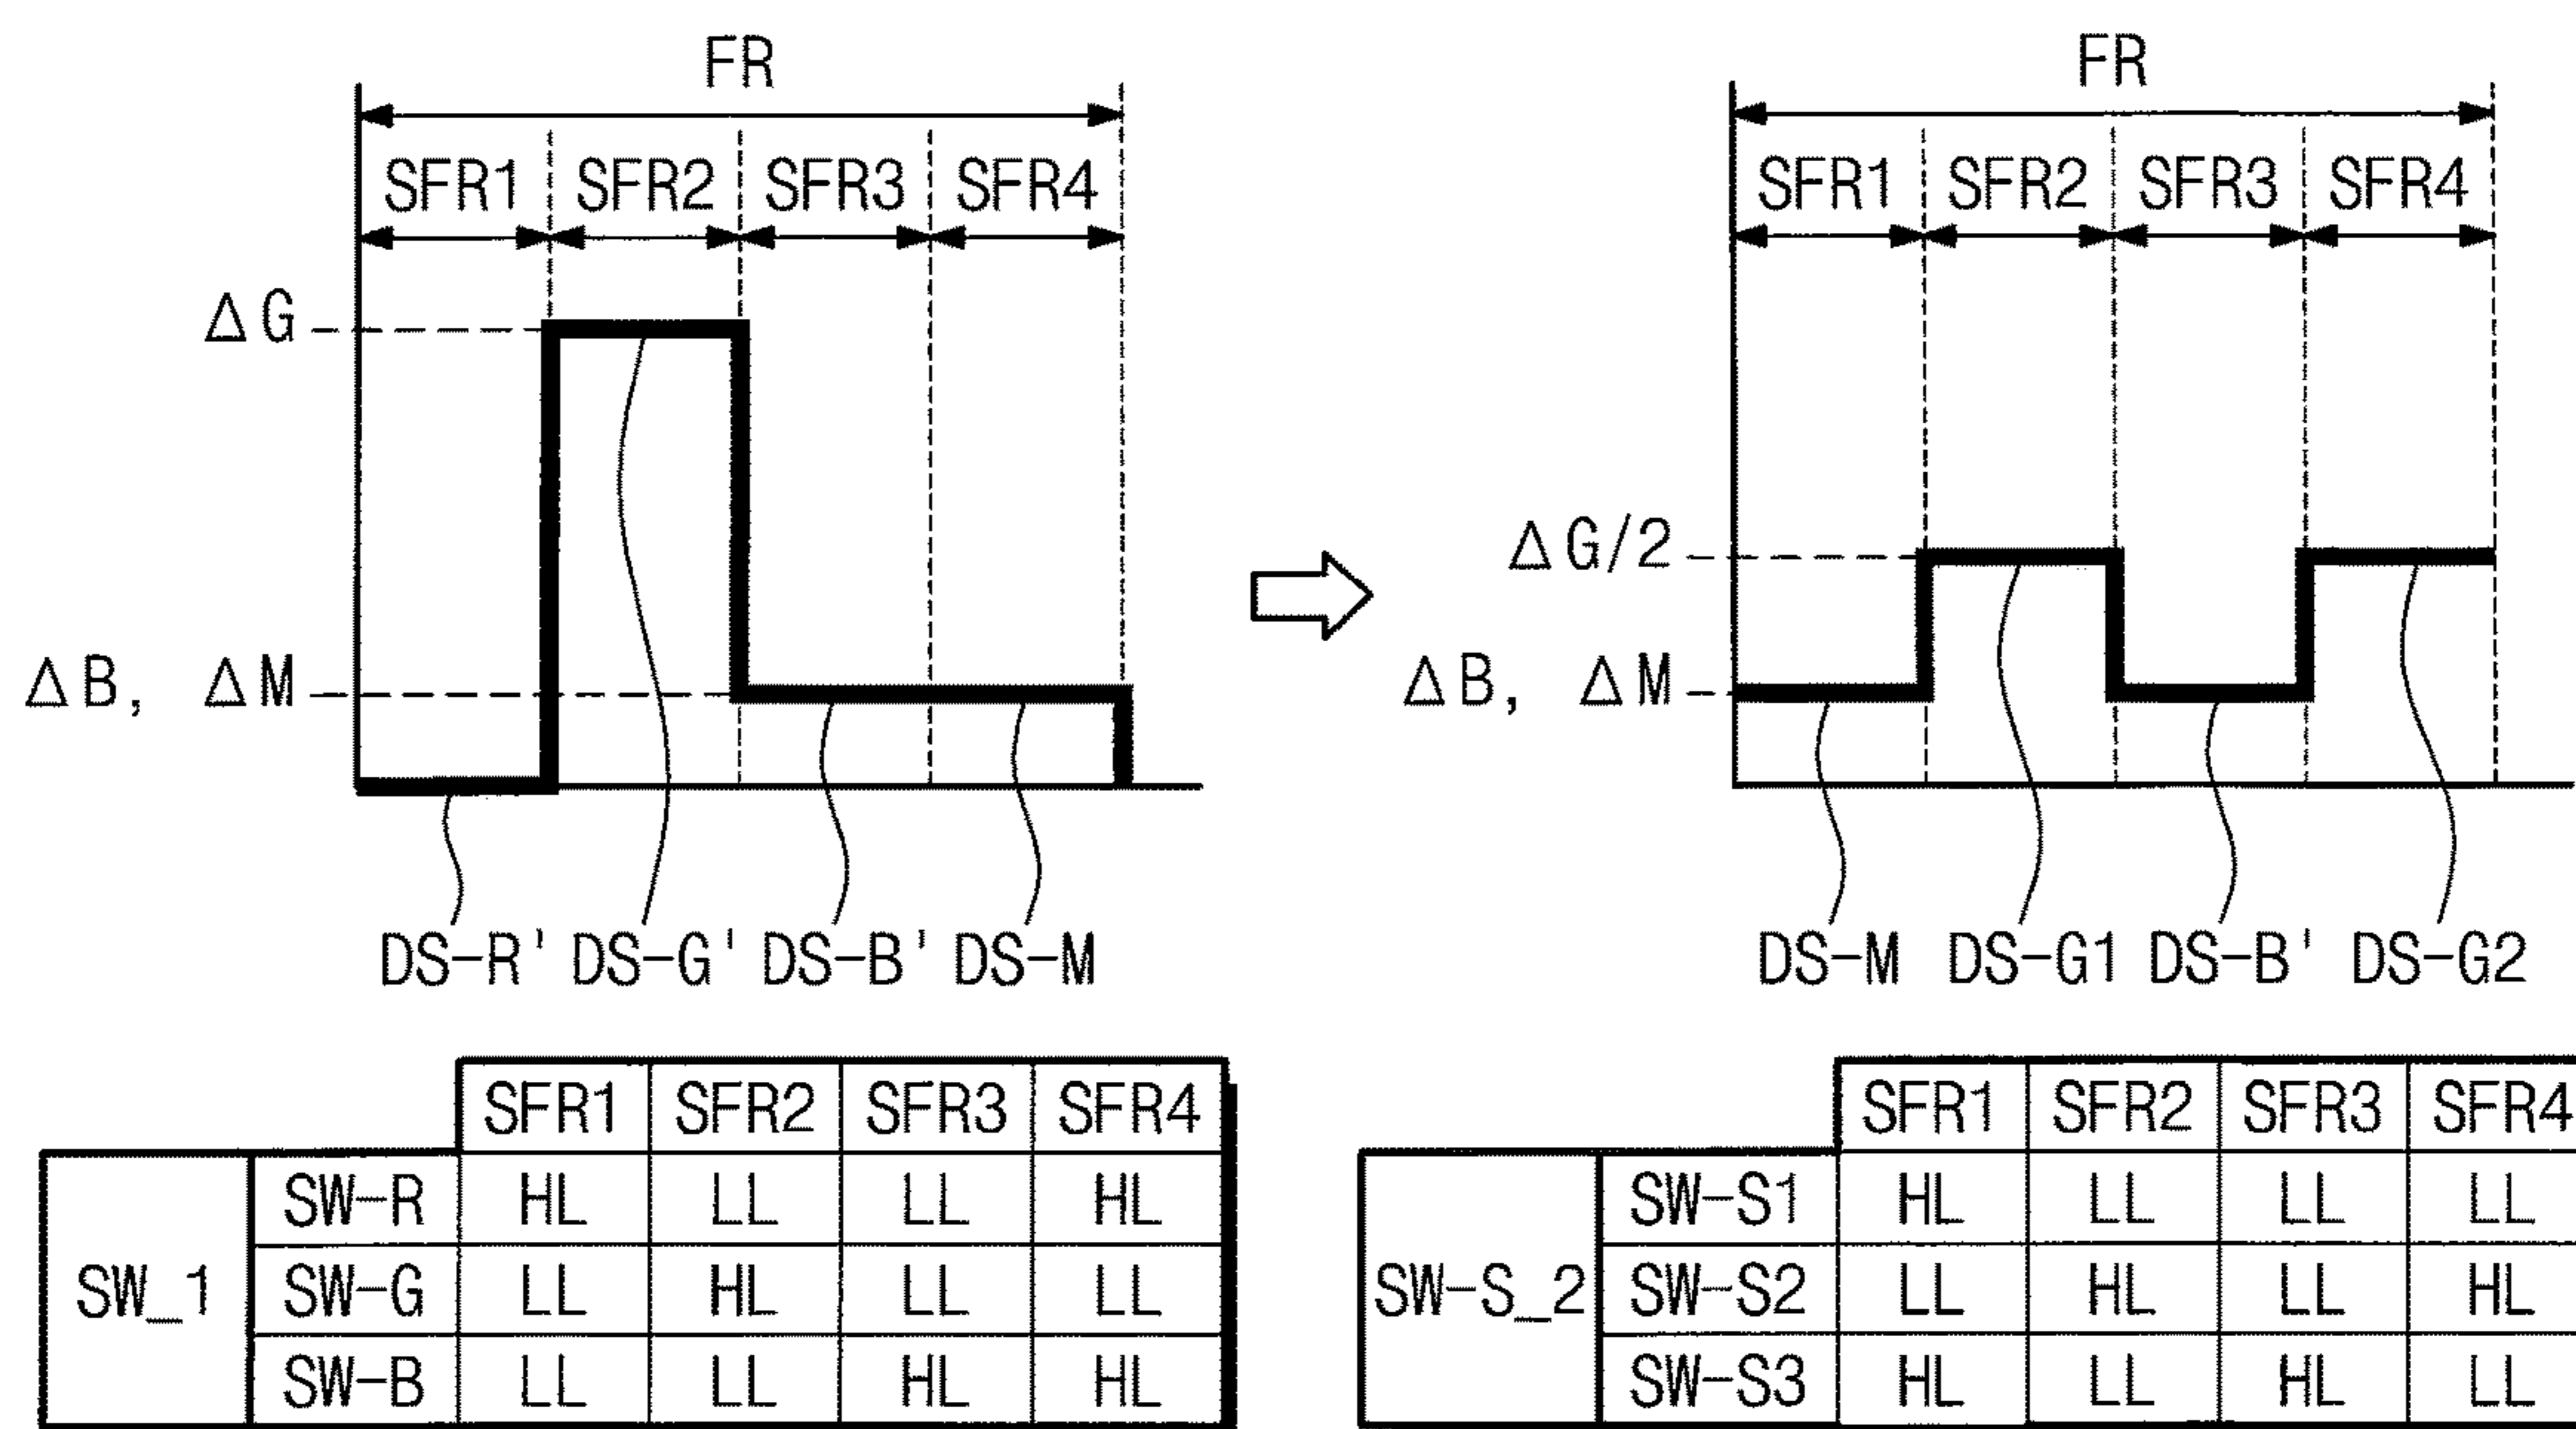 FR
SFR1 SFR2 SFR3 SFR4
ΔG
ΔB, ΔM
DS-R' DS-G' DS-B' DS-M
FR
SFR1 SFR2 SFR3 SFR4
ΔG/2
ΔB, ΔM
DS-M DS-G1 DS-B' DS-G2
SFR1 SFR2 SFR3 SFR4
SW_1
SW-R HL LL LL HL
SW-G LL HL LL LL
SW-B LL LL HL HL
SFR1 SFR2 SFR3 SFR4
SW-S_2
SW-S1 HL LL LL LL
SW-S2 LL HL LL HL
SW-S3 HL LL HL LL